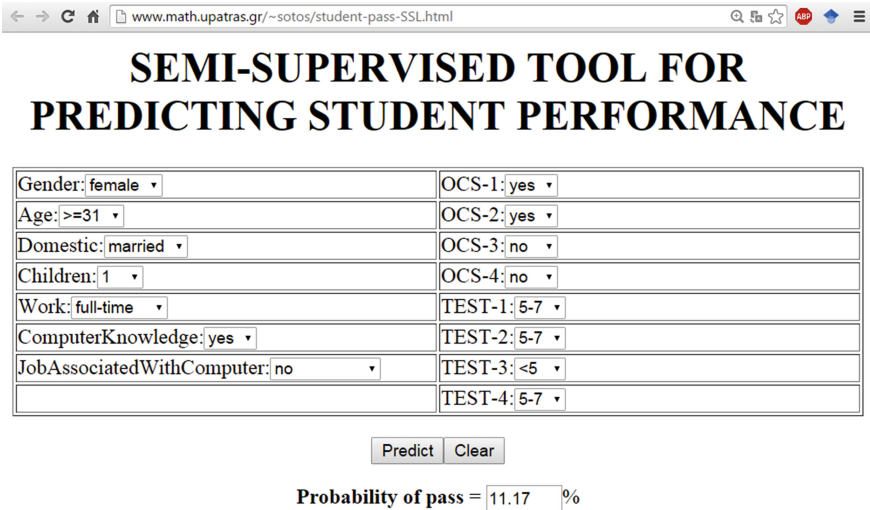 www.math.upatras.gr/~sotos/student-pass-SSL.html
ABP
SEMI-SUPERVISED TOOL FOR
PREDICTING STUDENT PERFORMANCE
Gender: female
OCS-1: yes
Age: >=31
OCS-2: yes
Domestic: married
OCS-3: no
Children: 1
OCS-4: no
Work: full-time
TEST-1: 5-7
ComputerKnowledge: yes
TEST-2: 5-7
JobAssociatedWithComputer: no
TEST-3: <5
TEST-4: 5-7
Predict Clear
Probability of pass = 11.17 %